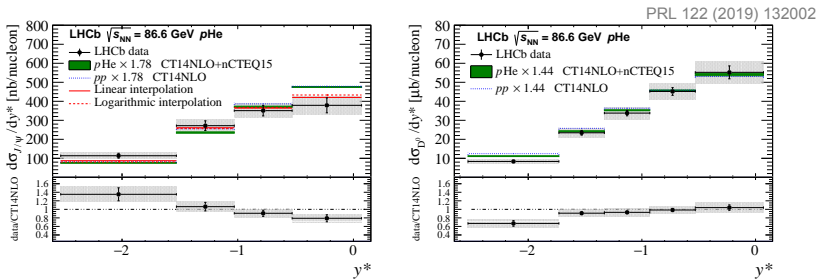 PRL 122 (2019) 132002
LHCb √sNN = 86.6 GeV pHe
LHCb data
pHe × 1.78 CT14NLO+nCTEQ15
pp × 1.78 CT14NLO
Linear interpolation
Logarithmic interpolation
dσJ/ψ/dy* [nb/nucleon]
800
700
600
500
400
300
200
100
data/CT14NLO
1.6
1.4
1.2
1.0
0.8
0.6
0.4
−2
−1
0
y*
LHCb √sNN = 86.6 GeV pHe
LHCb data
pHe × 1.44 CT14NLO+nCTEQ15
pp × 1.44 CT14NLO
dσD0/dy* [μb/nucleon]
80
70
60
50
40
30
20
10
data/CT14NLO
1.6
1.4
1.2
1.0
0.8
0.6
0.4
−2
−1
0
y*